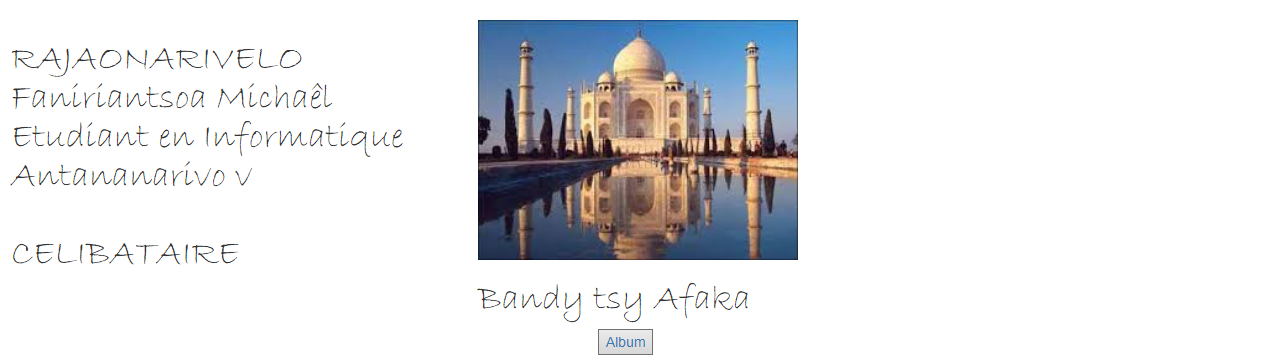 RAJAONARIVELO
Faniriantsoa Michaêl
Etudiant en Informatique
Antananarivo v
CELIBATAIRE
Bandy tsy Afaka
Album